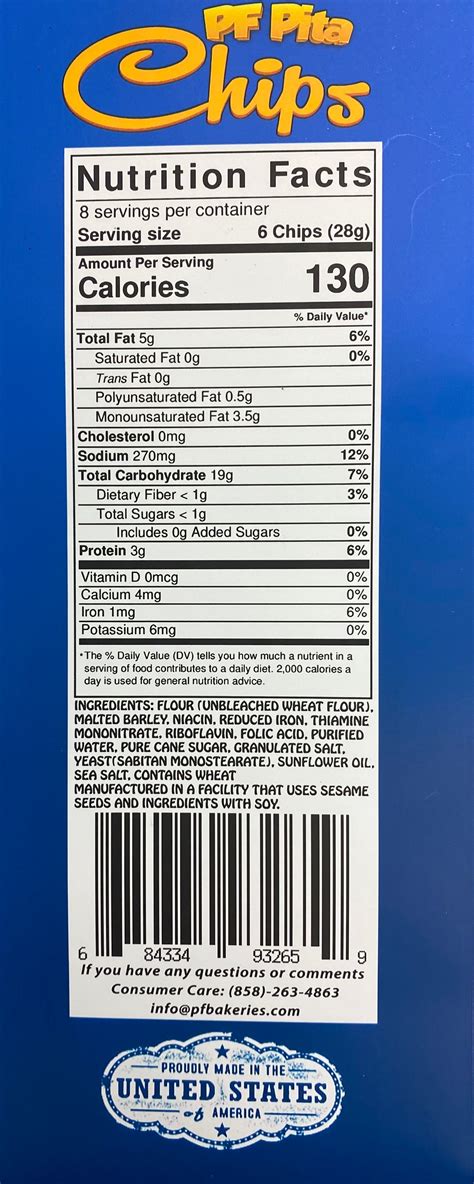 PF Pita
Chips
Nutrition Facts
8 servings per container
Serving size 6 Chips (28g)
Amount Per Serving
Calories 130
% Daily Value*
Total Fat 5g 6%
Saturated Fat 0g 0%
Trans Fat 0g
Polyunsaturated Fat 0.5g
Monounsaturated Fat 3.5g
Cholesterol 0mg 0%
Sodium 270mg 12%
Total Carbohydrate 19g 7%
Dietary Fiber < 1g 3%
Total Sugars < 1g
Includes 0g Added Sugars 0%
Protein 3g 6%
Vitamin D 0mcg 0%
Calcium 4mg 0%
Iron 1mg 6%
Potassium 6mg 0%
*The % Daily Value (DV) tells you how much a nutrient in a
serving of food contributes to a daily diet. 2,000 calories a
day is used for general nutrition advice.
INGREDIENTS: FLOUR (UNBLEACHED WHEAT FLOUR),
MALTED BARLEY, NIACIN, REDUCED IRON, THIAMINE
MONONITRATE, RIBOFLAVIN, FOLIC ACID, PURIFIED
WATER, PURE CANE SUGAR, GRANULATED SALT,
YEAST(SABITAN MONOSTEARATE), SUNFLOWER OIL,
SEA SALT, CONTAINS WHEAT
MANUFACTURED IN A FACILITY THAT USES SESAME
SEEDS AND INGREDIENTS WITH SOY.
6 84334 93265 9
If you have any questions or comments
Consumer Care: (858)-263-4863
info@pfbakeries.com
PROUDLY MADE IN THE
UNITED STATES
of AMERICA